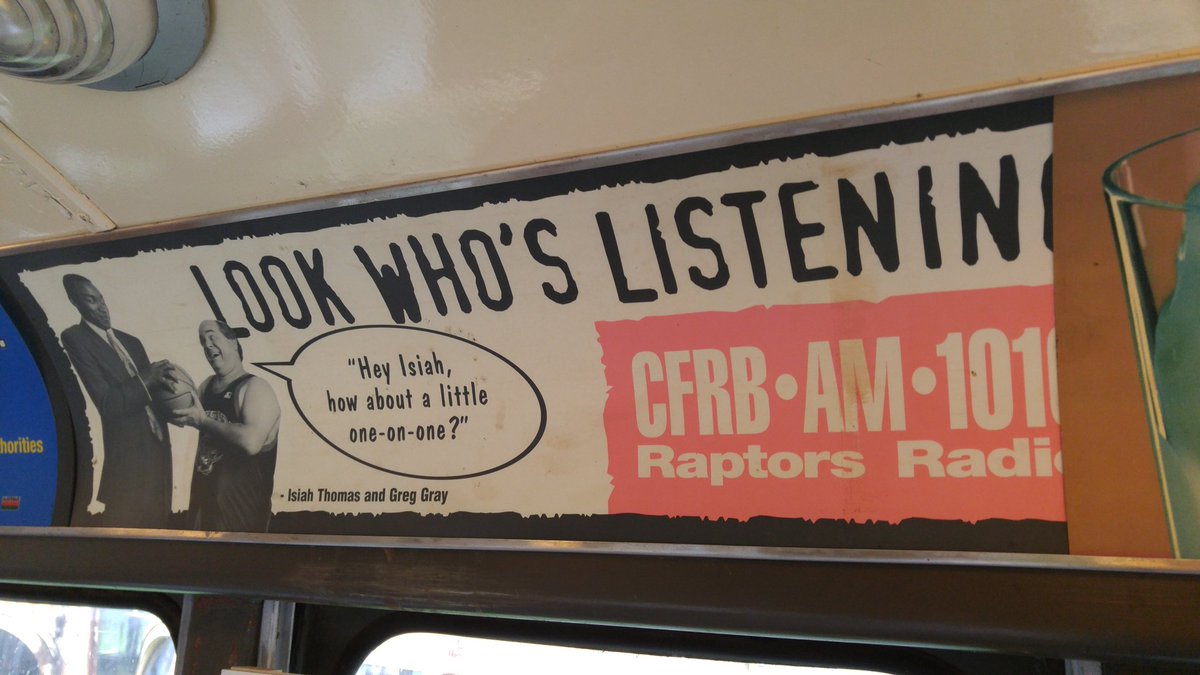 LOOK WHO'S LISTENIN
"Hey Isiah,
how about a little
one-on-one?"
- Isiah Thomas and Greg Gray
CFRB•AM•101
Raptors Radi
horities